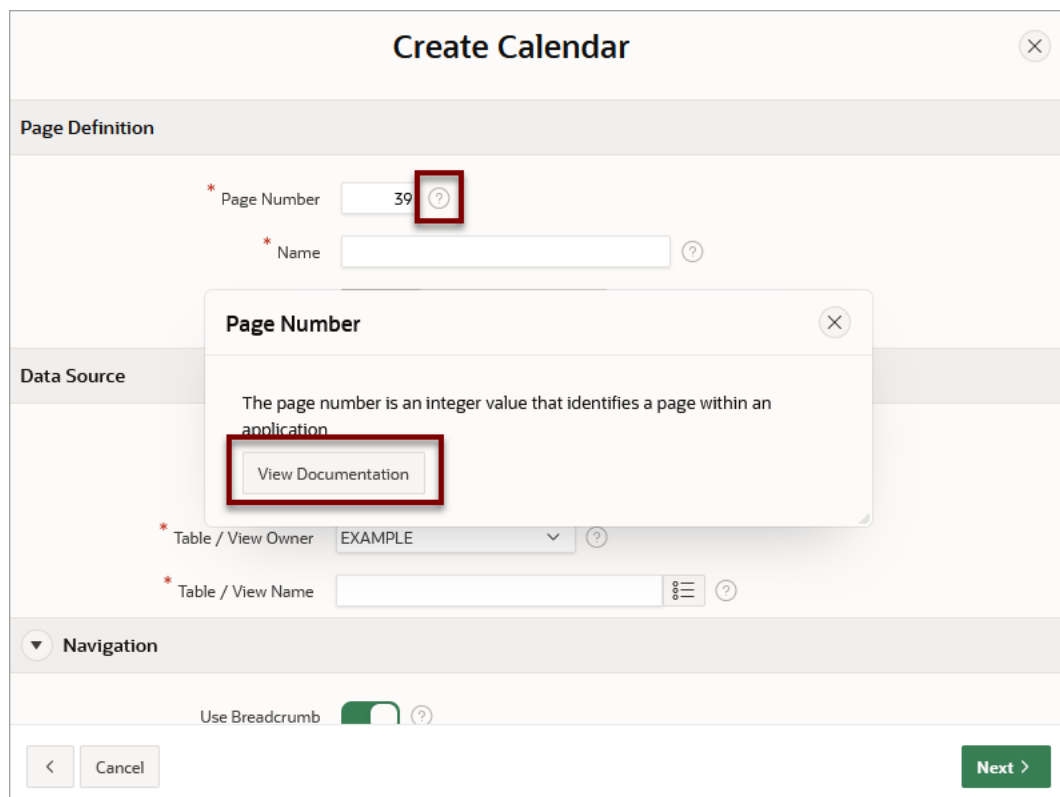 Create Calendar
Page Definition
* Page Number 39 ?
* Name ?
Page Number
Data Source
The page number is an integer value that identifies a page within an
application
View Documentation
* Table / View Owner EXAMPLE ?
* Table / View Name ?
Navigation
Use Breadcrumb ?
Cancel
Next